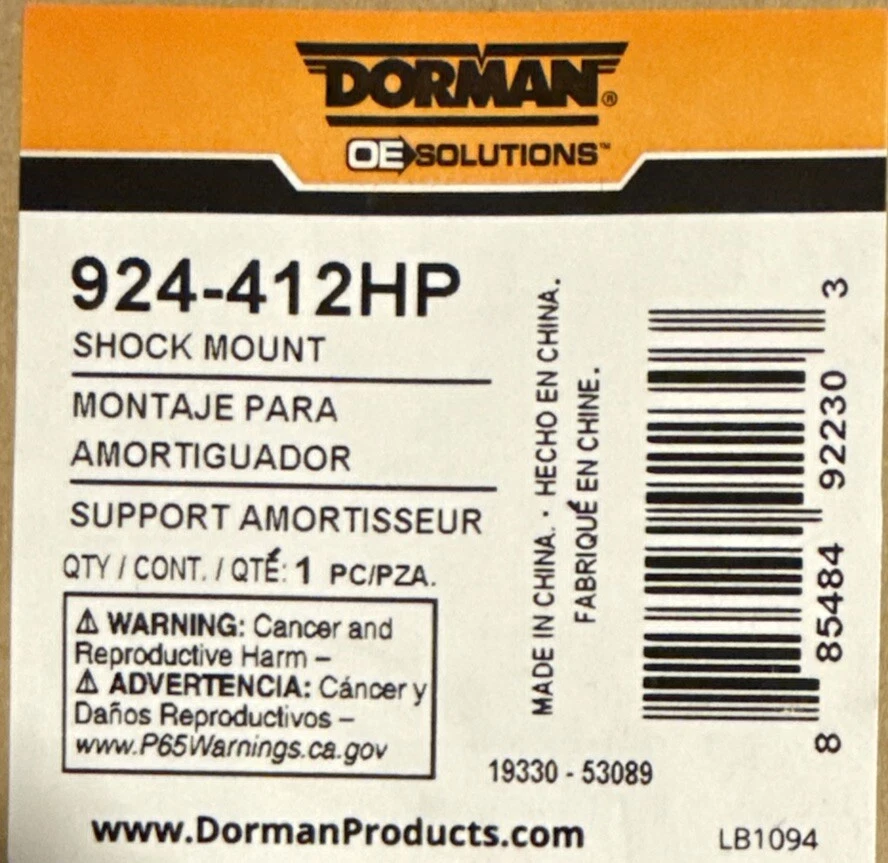 DORMAN®
OE SOLUTIONS™
924-412HP
SHOCK MOUNT
MONTAJE PARA
AMORTIGUADOR
SUPPORT AMORTISSEUR
QTY / CONT. / QTÉ: 1 PC/PZA.
⚠ WARNING: Cancer and
Reproductive Harm –
⚠ ADVERTENCIA: Cáncer y
Daños Reproductivos –
www.P65Warnings.ca.gov
MADE IN CHINA. · HECHO EN CHINA.
FABRIQUÉ EN CHINE.
8 85484 92230 3
19330 - 53089
www.DormanProducts.com
LB1094